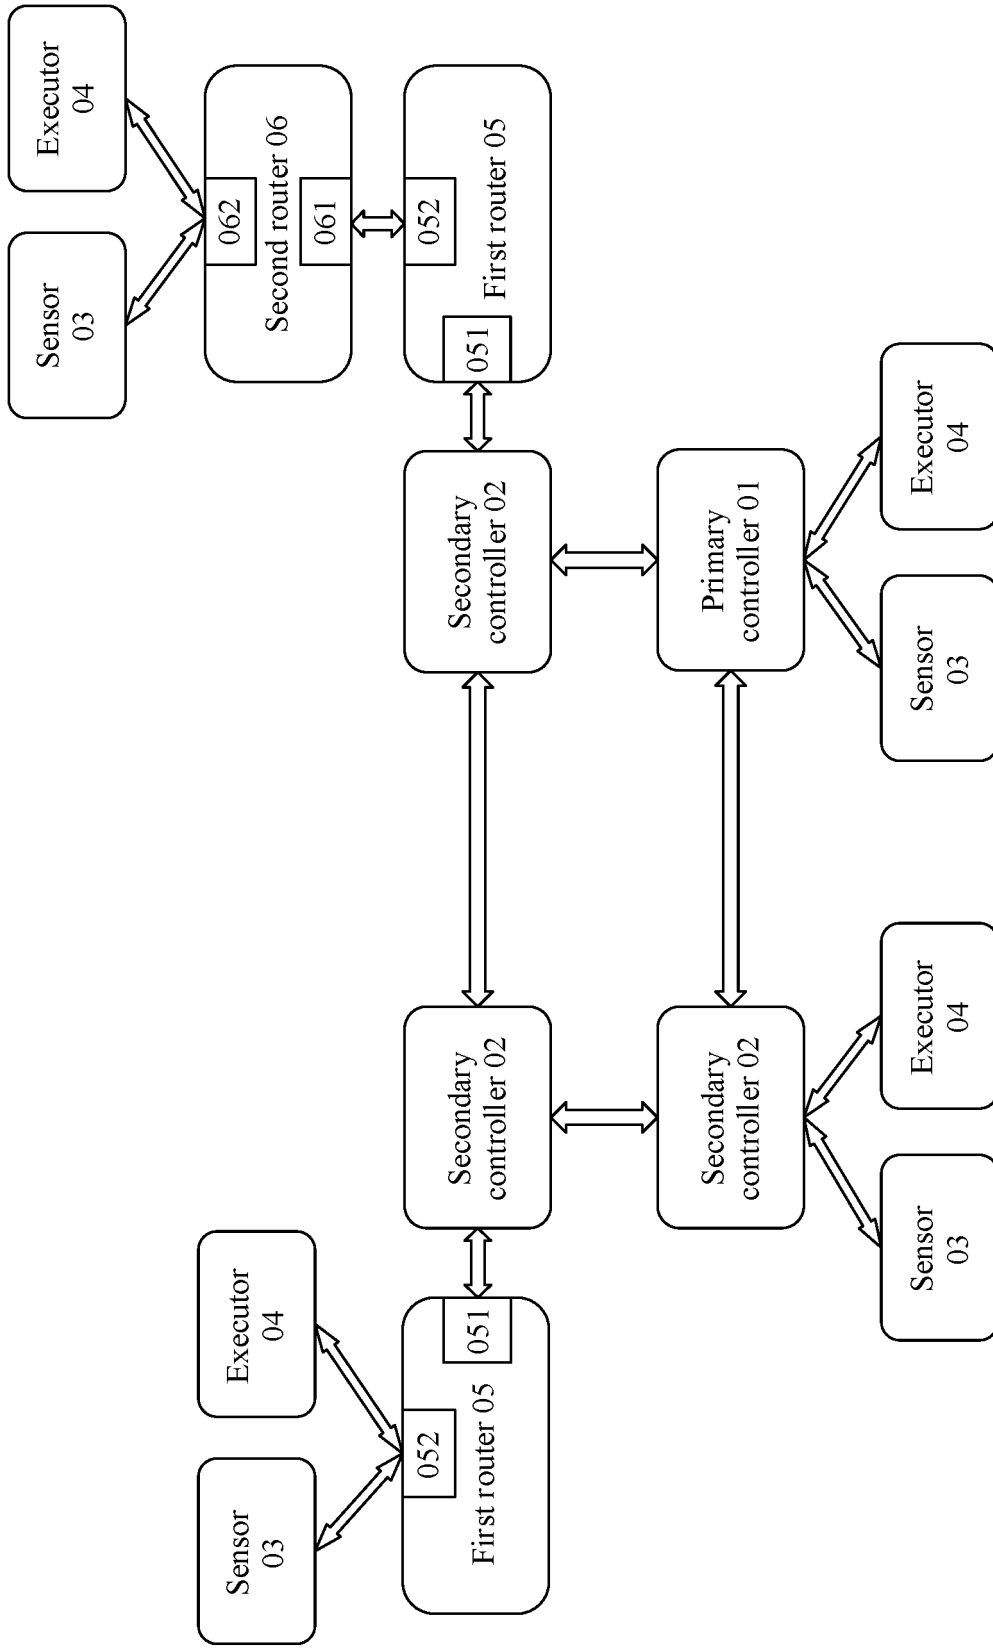 Sensor
03
Executor
04
062
Second router 06
061
Sensor
03
Executor
04
052
First router 05
051
Secondary
controller 02
Secondary
controller 02
051
052
First router 05
Secondary
controller 02
Primary
controller 01
Sensor
03
Executor
04
Sensor
03
Executor
04